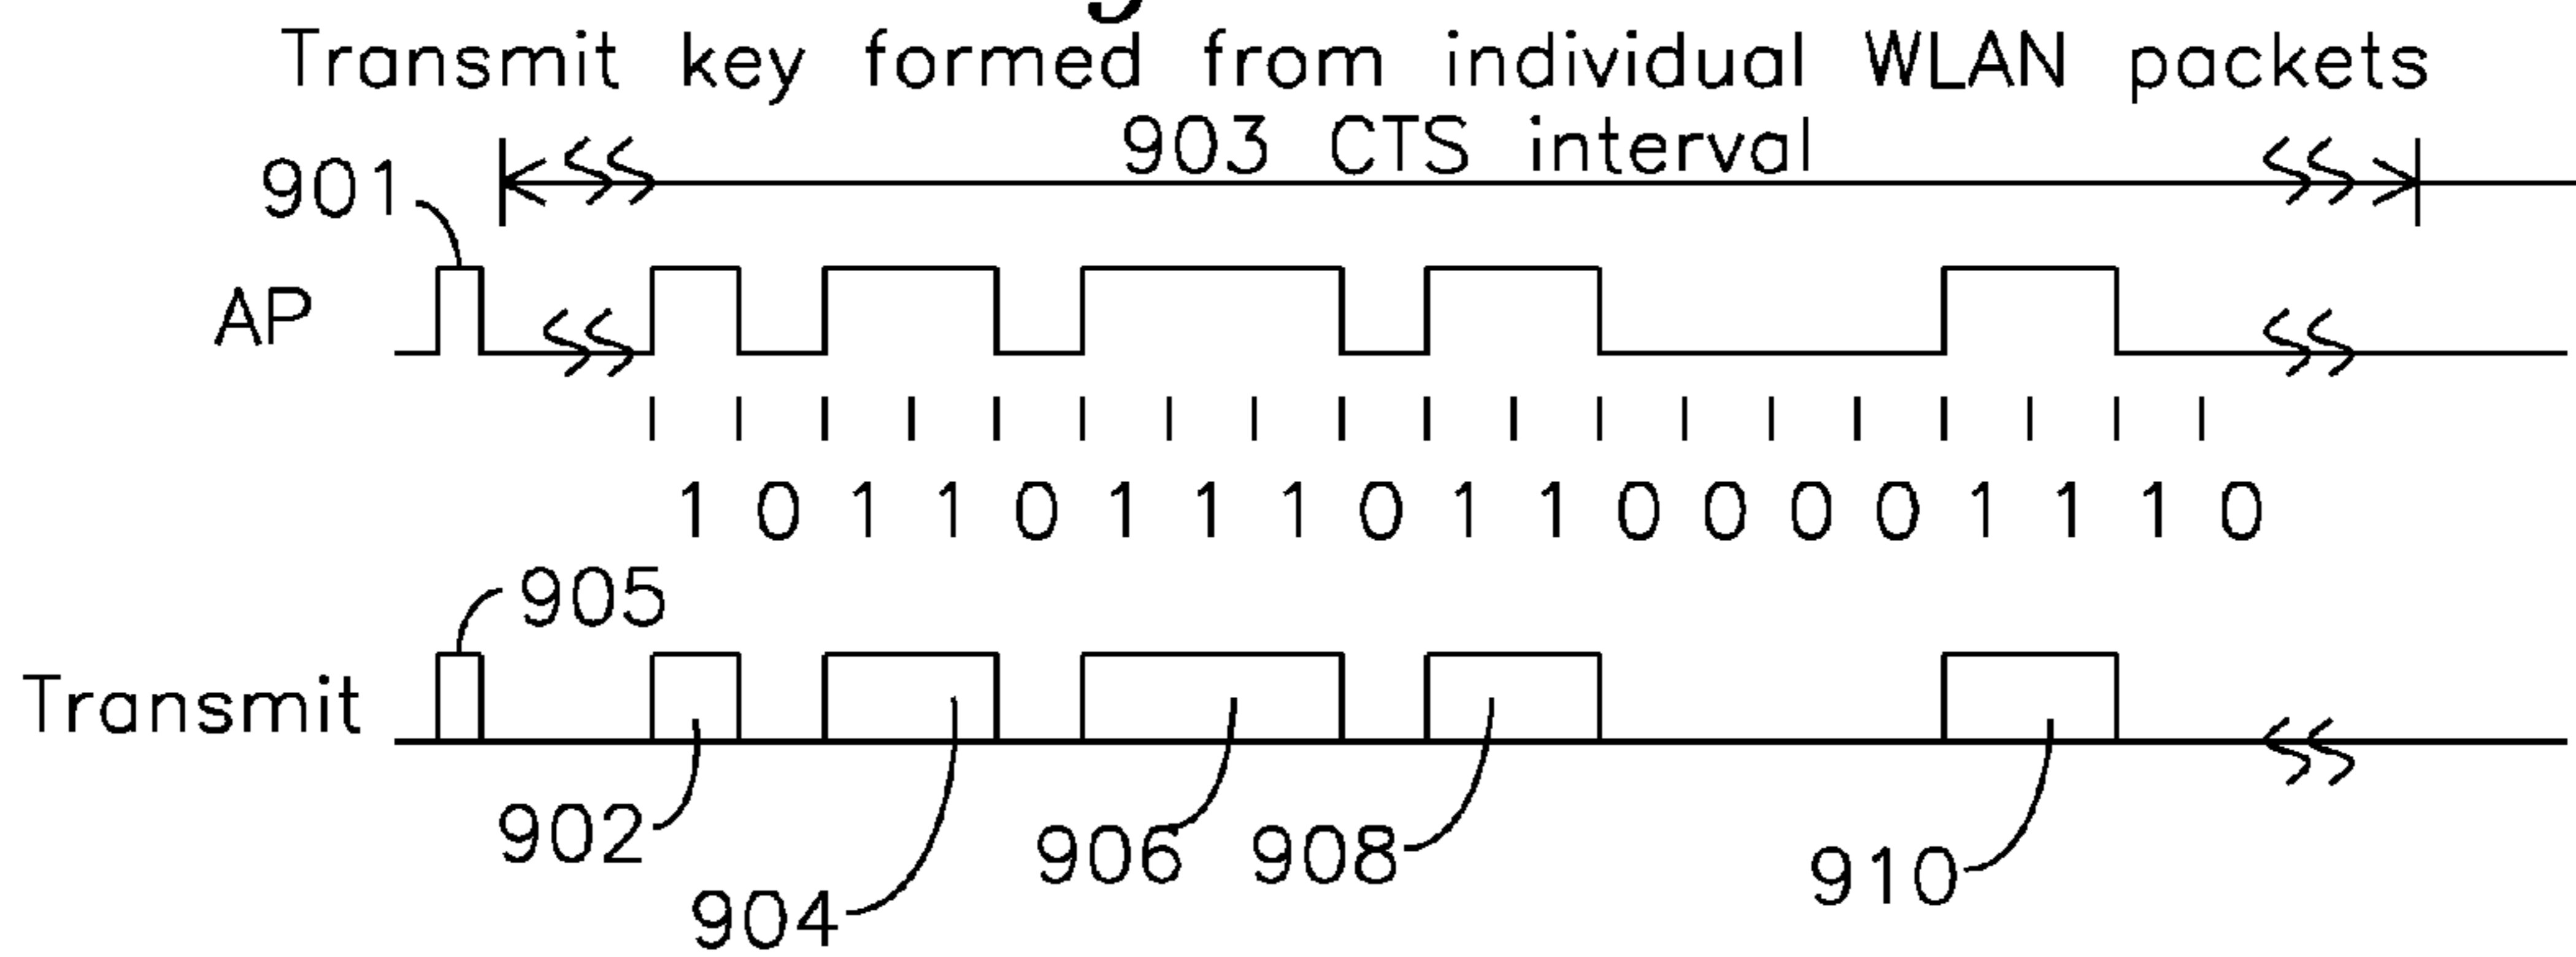 Transmit key formed from individual WLAN packets
903 CTS interval
901
AP
1 0 1 1 0 1 1 1 0 1 1 0 0 0 0 1 1 1 0
905
Transmit
902
906 908
910
904